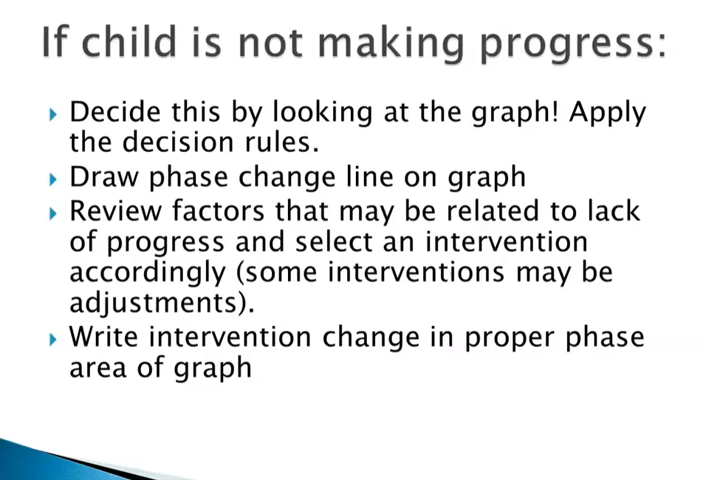 If child is not making progress:
Decide this by looking at the graph! Apply
the decision rules.
Draw phase change line on graph
Review factors that may be related to lack
of progress and select an intervention
accordingly (some interventions may be
adjustments).
Write intervention change in proper phase
area of graph